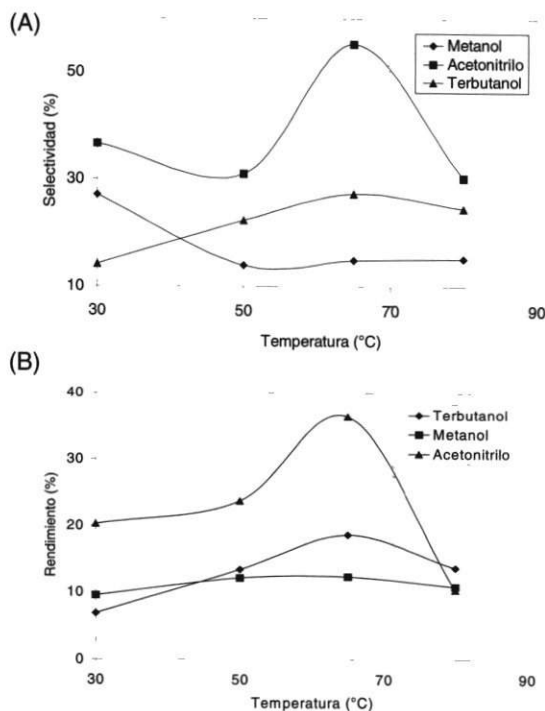 (A)
Selectividad (%)
50
30
10
Metanol
Acetonitrilo
Terbutanol
30 50 70 90
Temperatura (°C)
(B)
Rendimiento (%)
40
30
20
10
0
Terbutanol
Metanol
Acetonitrilo
30 50 70 90
Temperatura (°C)